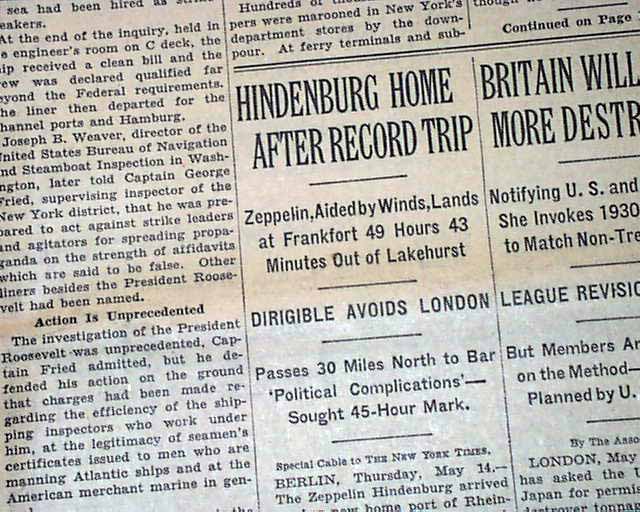 sea had been hired as
eakers.
At the end of the inquiry, held in
e engineer's room on C deck, the
ip received a clean bill and the
ew was declared qualified far
eyond the Federal requirements.
he liner then departed for the
hannel ports and Hamburg.
Joseph B. Weaver, director of the
United States Bureau of Navigation
and Steamboat Inspection in Wash-
ngton, later told Captain George
Fried, supervising inspector of the
New York district, that he was pre-
pared to act against strike leaders
and agitators for spreading propa-
ganda on the strength of affidavits
which are said to be false. Other
liners besides the President Roose-
velt had been named.
Action Is Unprecedented
The investigation of the President
Roosevelt was unprecedented, Cap-
tain Fried admitted, but he de-
fended his action on the ground
that charges had been made re-
garding the efficiency of the ship-
ping inspectors who work under
him, at the legitimacy of seamen's
certificates issued to men who are
manning Atlantic ships and at the
American merchant marine in gen-
Hundreds of
pers were marooned in New York's
department stores by the down-
pour. At ferry terminals and sub-
HINDENBURG HOME
AFTER RECORD TRIP
Zeppelin, Aided by Winds, Lands
at Frankfort 49 Hours 43
Minutes Out of Lakehurst
DIRIGIBLE AVOIDS LONDON
Passes 30 Miles North to Bar
'Political Complications'—
Sought 45-Hour Mark.
Special Cable to THE NEW YORK TIMES.
BERLIN, Thursday, May 14.—
The Zeppelin Hindenburg arrived
new home port of Rhein-
though
Continued on Page
BRITAIN WILL
MORE DESTR
Notifying U. S. and
She Invokes 1930
to Match Non-Tre
LEAGUE REVISIO
But Members Ar
on the Method—
Planned by U.
By The Asso
LONDON, May
has asked the
Japan for permis
destroyer tonnag